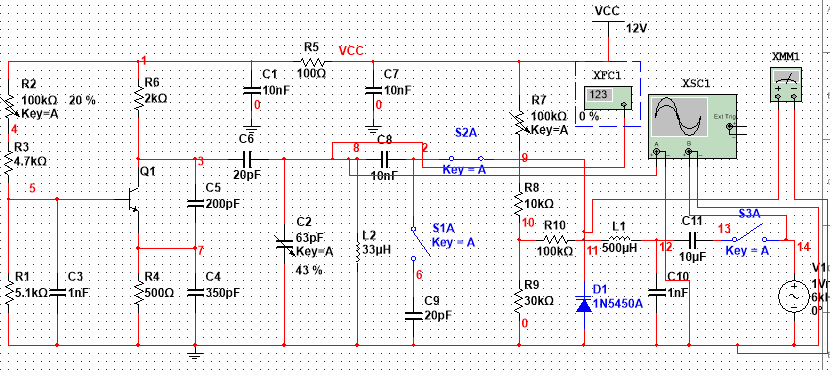 VCC
12V
XMM1
R5
VCC
1
100Ω
XFC1
123
XSC1
Ext Trig
A
B
R2
100kΩ
Key=A
20 %
R6
2kΩ
C1
10nF
0
C7
10nF
0
R7
100kΩ
Key=A
0 %
4
R3
4.7kΩ
C6
20pF
3
8
C8
10nF
2
S2A
Key = A
9
5
Q1
C5
200pF
R8
10kΩ
10
C2
63pF
Key=A
43 %
L2
33µH
S1A
Key = A
R10
100kΩ
11
L1
500µH
12
C11
10µF
13
S3A
Key = A
14
7
6
R1
5.1kΩ
C3
1nF
R4
500Ω
C4
350pF
C9
20pF
R9
30kΩ
0
D1
1N5450A
C10
1nF
0°